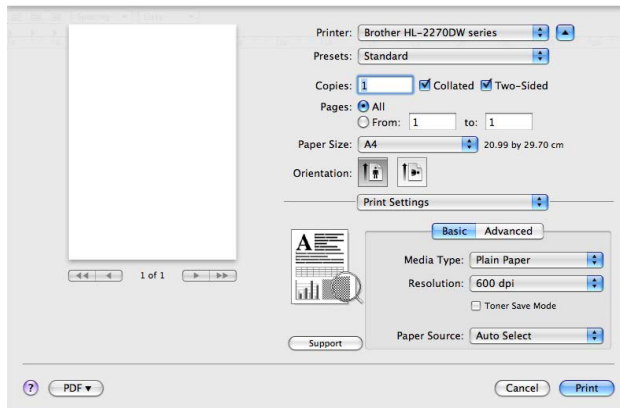 Printer: Brother HL-2270DW series
Presets: Standard
Copies: 1 Collated Two-Sided
Pages: All
From: 1 to: 1
Paper Size: A4 20.99 by 29.70 cm
Orientation:
Print Settings
Basic Advanced
A
Media Type: Plain Paper
1 of 1
Resolution: 600 dpi
Toner Save Mode
Paper Source: Auto Select
Support
? PDF Cancel Print